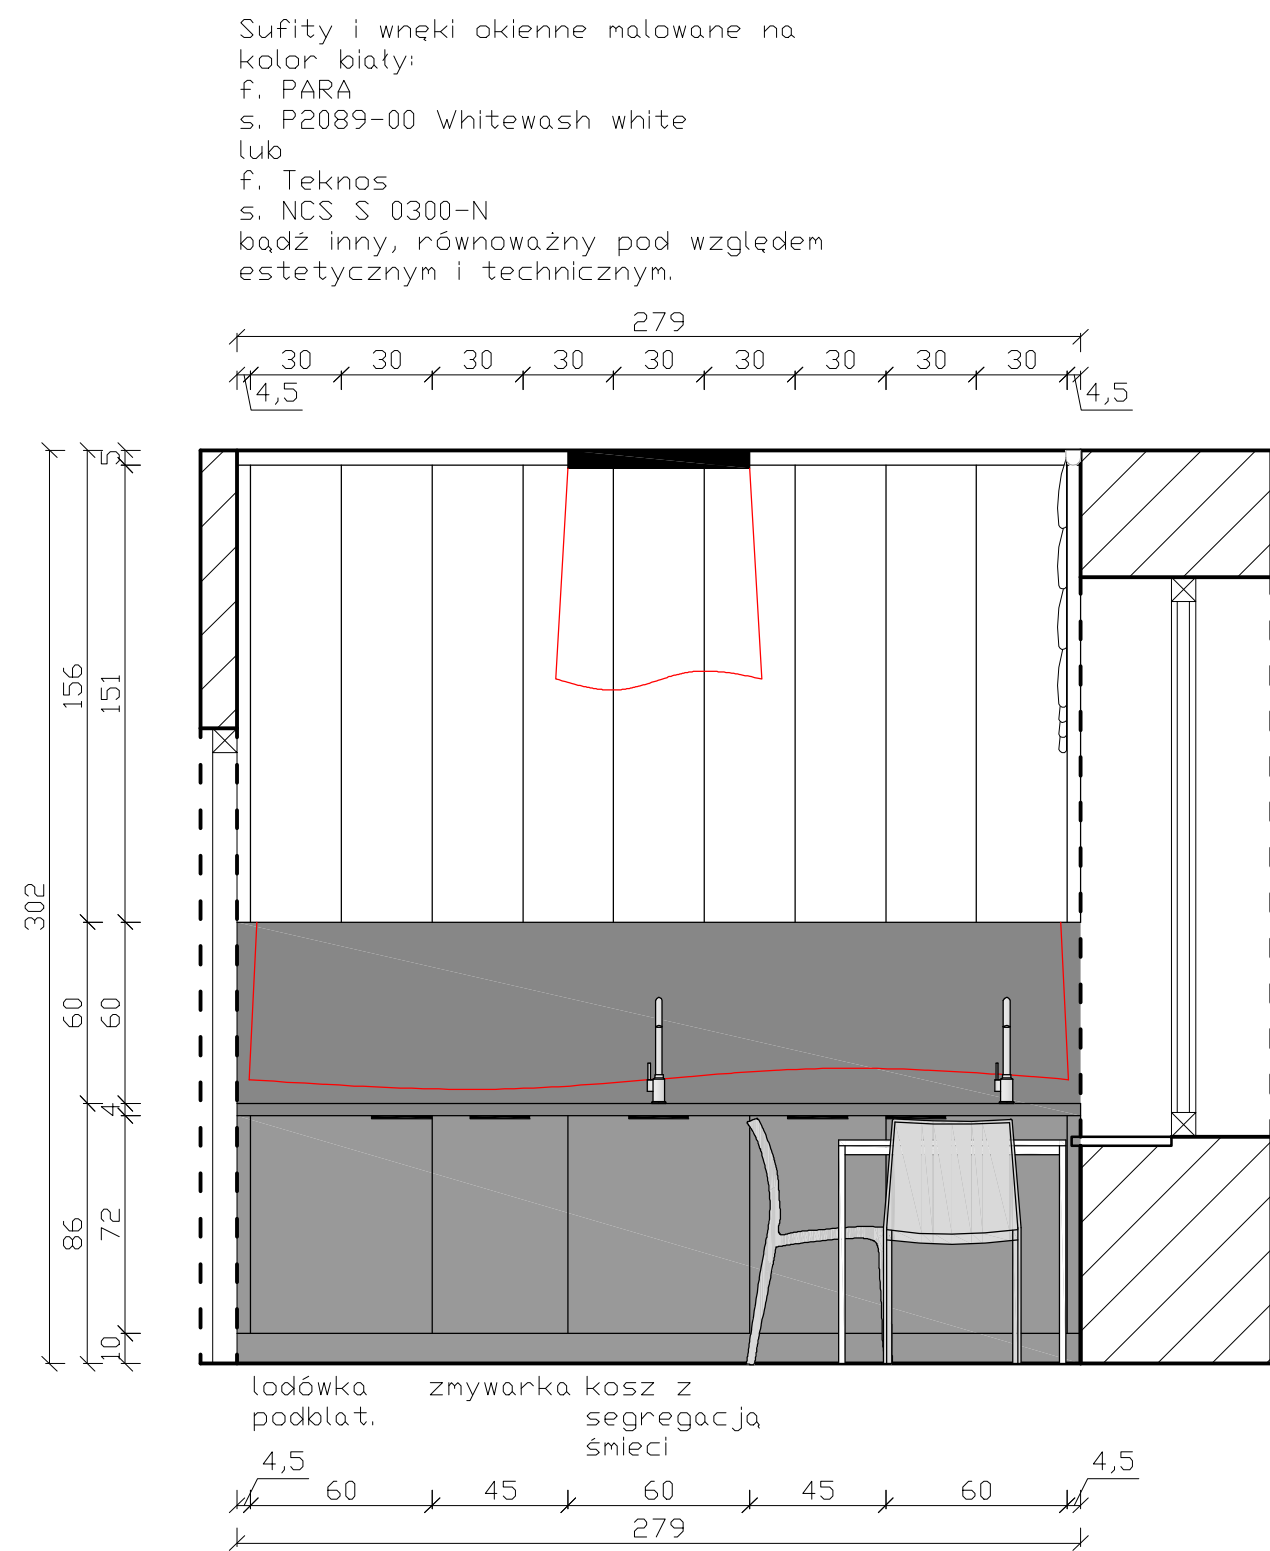 Sufity i wnęki okienne malowane na
kolor biały:
f. PARA
s. P2089-00 Whitewash white
lub
f. Teknos
s. NCS S 0300-N
bądź inny, równoważny pod względem
estetycznym i technicznym.
279
30 30 30 30 30 30 30 30 30
4,5 4,5
5
156 151
302
60 60
4
86 72
10
lodówka zmywarka kosz z
podblat. segregacją
śmieci
4,5 4,5
60 45 60 45 60
279